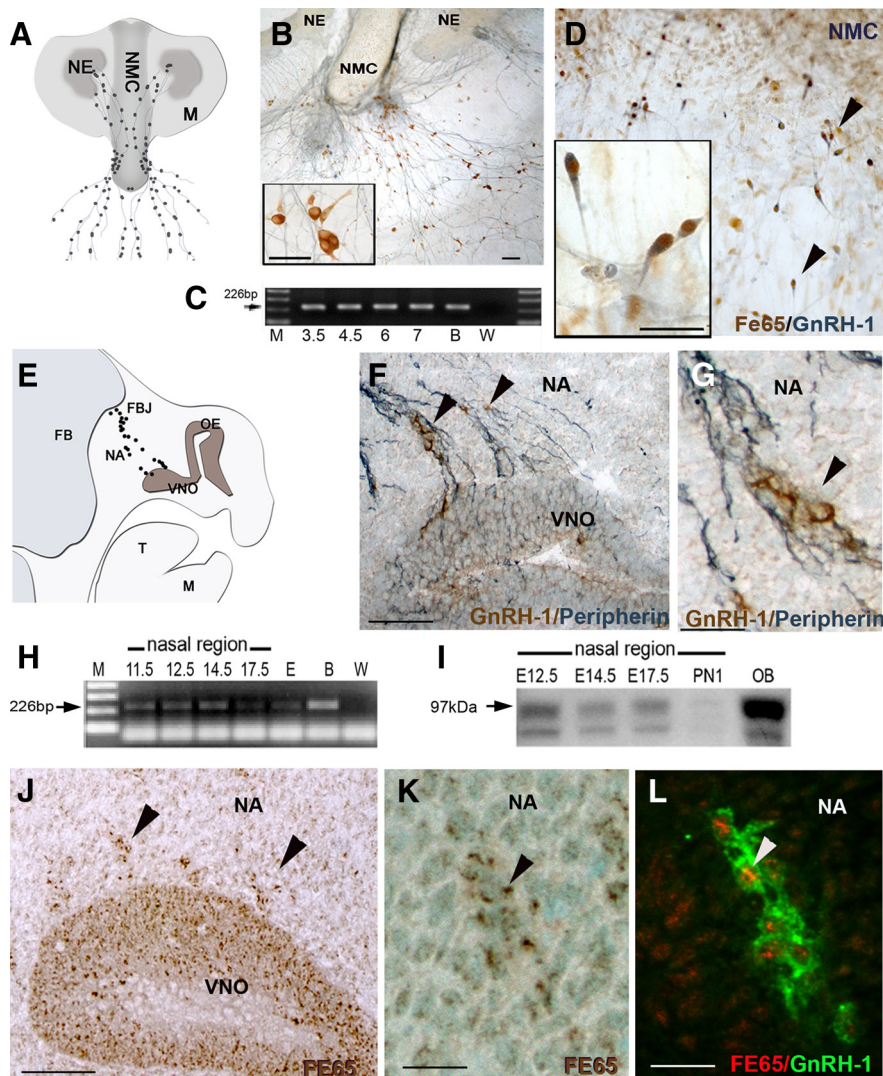 A
NE
NMC
M
B
NE
NE
NMC
D
NMC
Fe65/GnRH-1
C
226bp
M 3.5 4.5 6 7 B W
E
FBJ
OE
FB
NA
VNO
T
M
F
NA
VNO
GnRH-1/Peripherin
G
NA
GnRH-1/Peripherin
H
nasal region
M 11.5 12.5 14.5 17.5 E B W
226bp
I
nasal region
E12.5 E14.5 E17.5 PN1 OB
97kDa
J
NA
VNO
FE65
K
NA
FE65
L
NA
FE65/GnRH-1